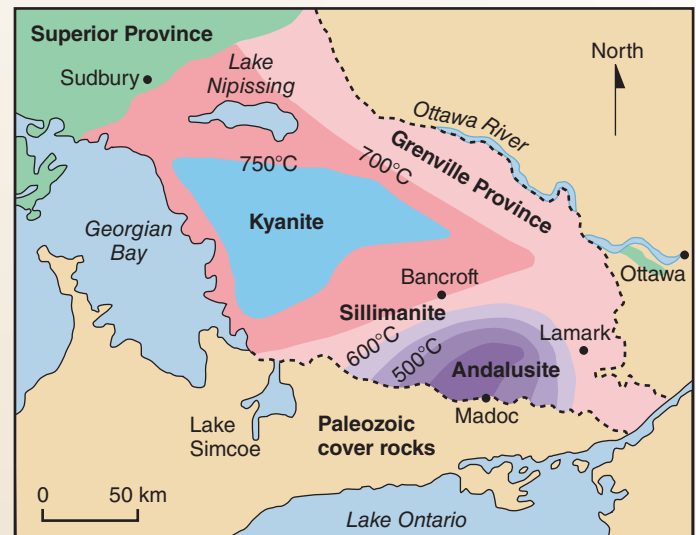 Superior Province
Sudbury
Lake
Nipissing
North
Ottawa River
750°C
700°C
Grenville Province
Kyanite
Georgian
Bay
Ottawa
Bancroft
Sillimanite
600°C
500°C
Lamark
Andalusite
Madoc
Lake
Simcoe
Paleozoic
cover rocks
0 50 km
Lake Ontario